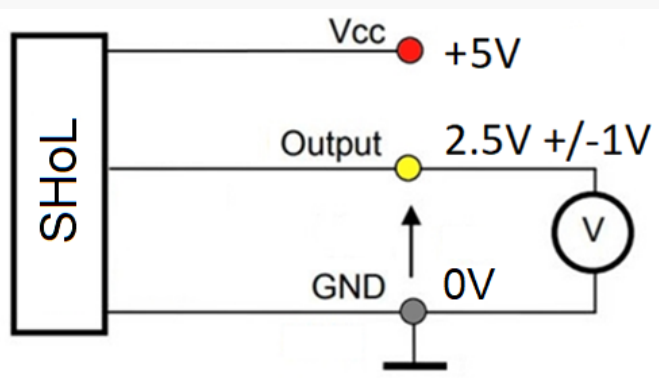 Vcc +5V
Output 2.5V +/-1V
SHoL
V
GND 0V